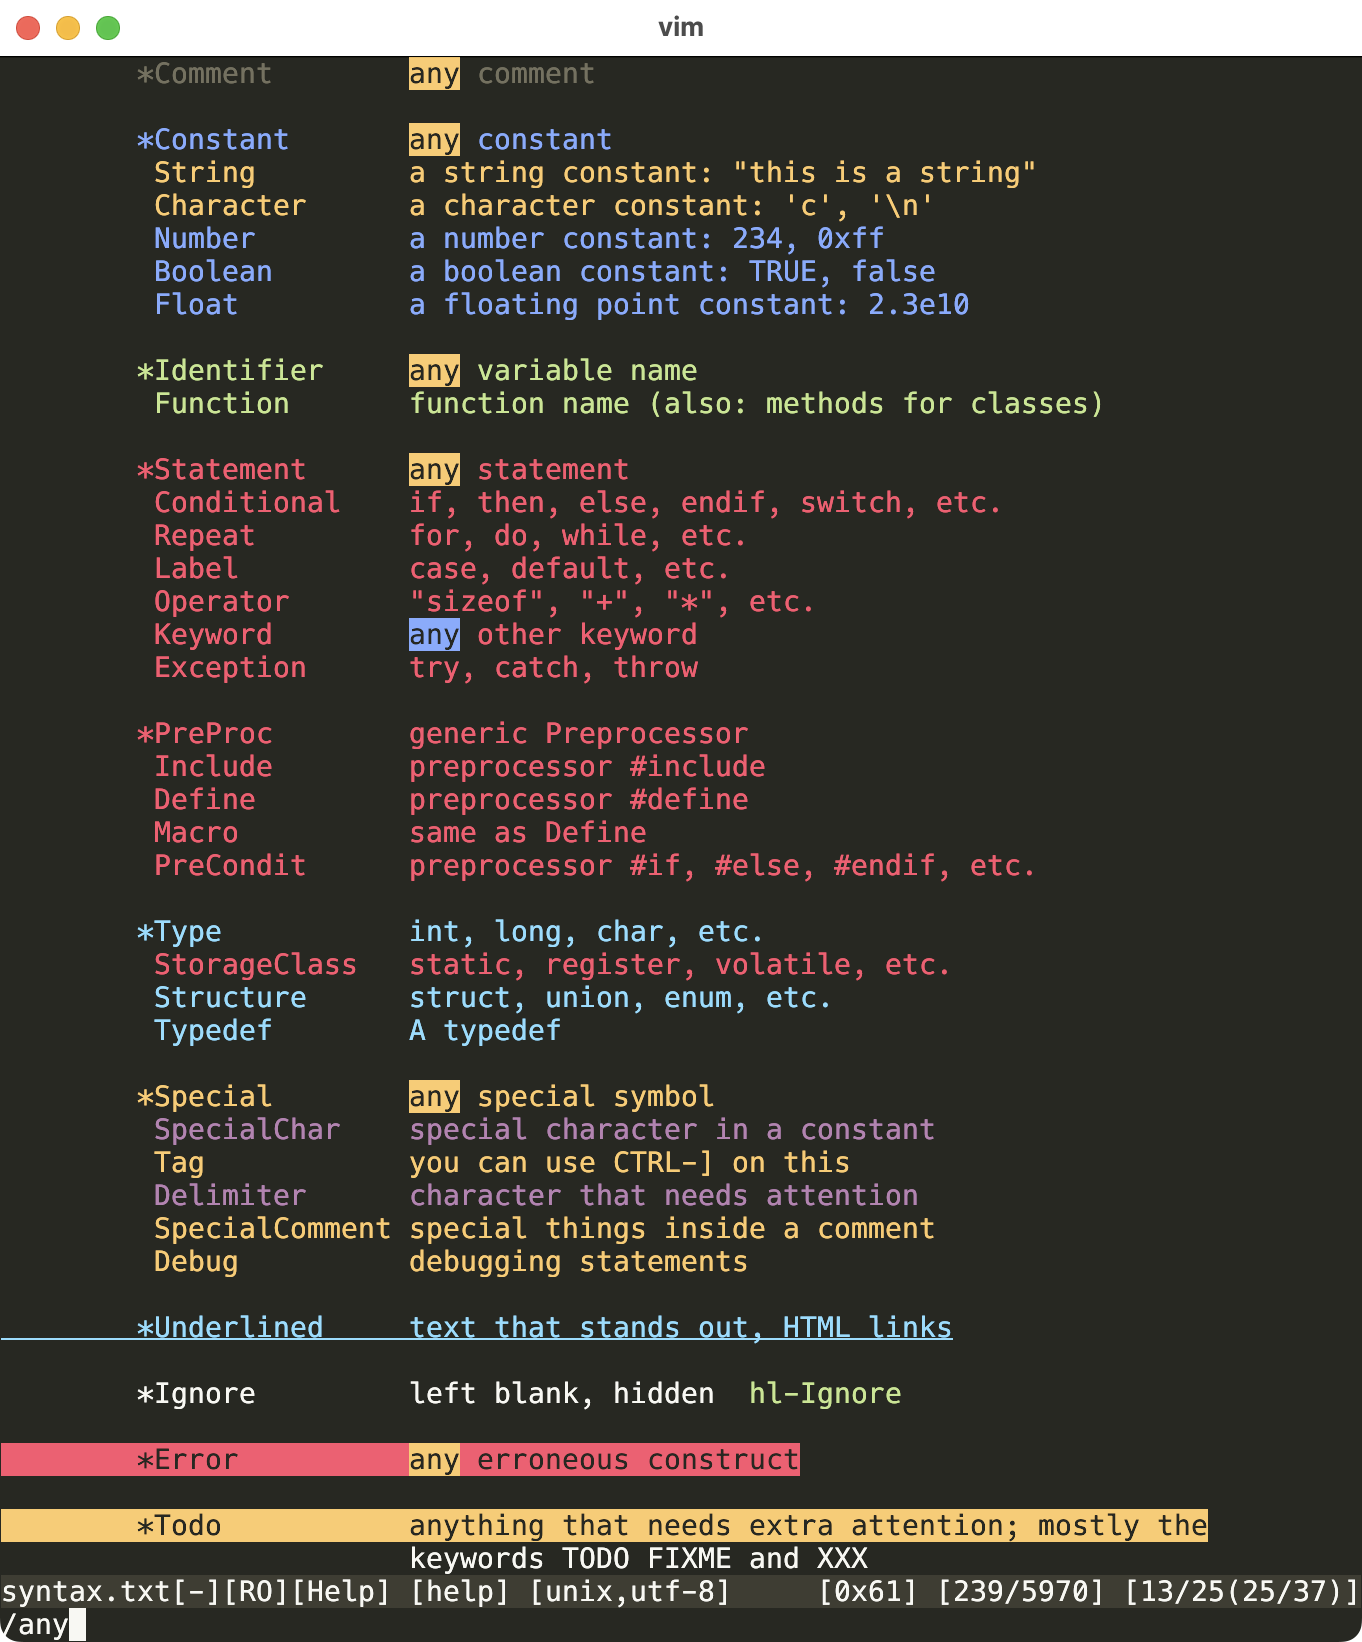 vim
*Comment any comment
*Constant any constant
String a string constant: "this is a string"
Character a character constant: 'c', '\n'
Number a number constant: 234, 0xff
Boolean a boolean constant: TRUE, false
Float a floating point constant: 2.3e10
*Identifier any variable name
Function function name (also: methods for classes)
*Statement any statement
Conditional if, then, else, endif, switch, etc.
Repeat for, do, while, etc.
Label case, default, etc.
Operator "sizeof", "+", "*", etc.
Keyword any other keyword
Exception try, catch, throw
*PreProc generic Preprocessor
Include preprocessor #include
Define preprocessor #define
Macro same as Define
PreCondit preprocessor #if, #else, #endif, etc.
*Type int, long, char, etc.
StorageClass static, register, volatile, etc.
Structure struct, union, enum, etc.
Typedef A typedef
*Special any special symbol
SpecialChar special character in a constant
Tag you can use CTRL-] on this
Delimiter character that needs attention
SpecialComment special things inside a comment
Debug debugging statements
*Underlined text that stands out, HTML links
*Ignore left blank, hidden hl-Ignore
*Error any erroneous construct
*Todo anything that needs extra attention; mostly the
keywords TODO FIXME and XXX
syntax.txt[-][RO][Help] [help] [unix,utf-8] [0x61] [239/5970] [13/25(25/37)]
/any